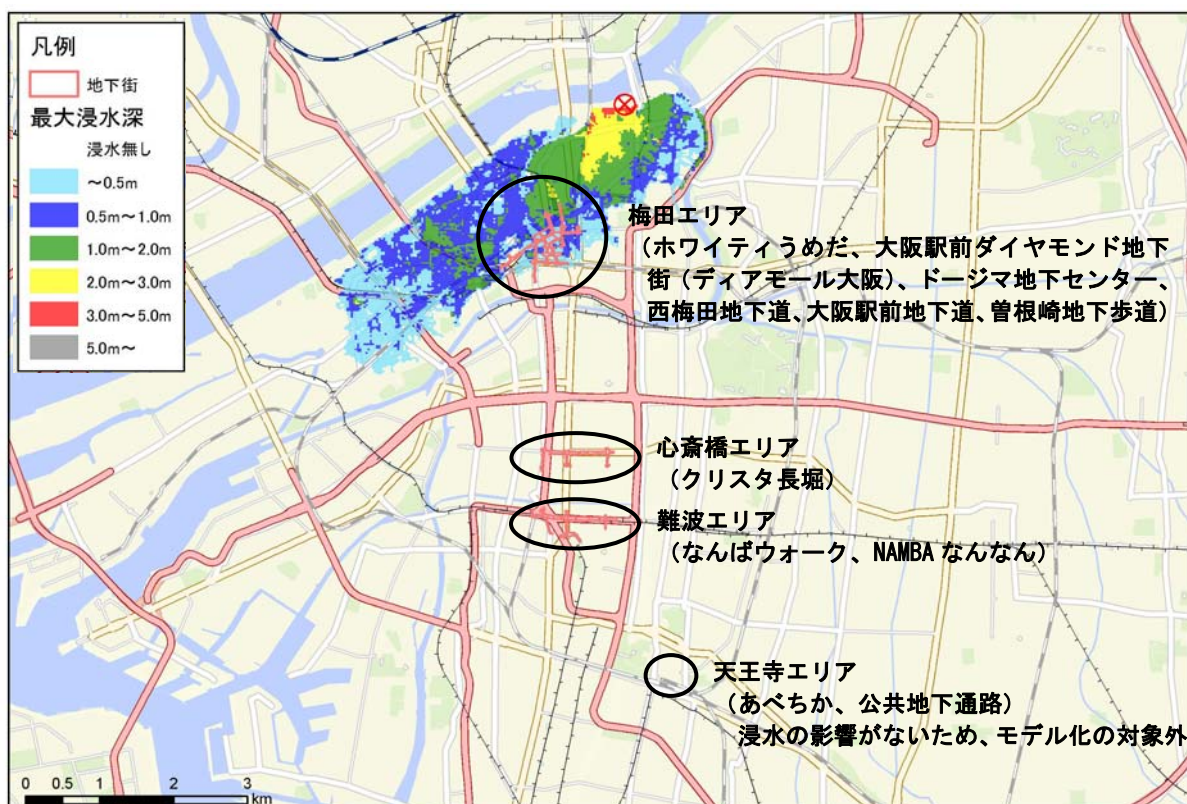 凡例
地下街
最大浸水深
浸水無し
～0.5m
0.5m～1.0m
1.0m～2.0m
2.0m～3.0m
3.0m～5.0m
5.0m～
梅田エリア
（ホワイティうめだ、大阪駅前ダイヤモンド地下
街（ディアモール大阪）、ドージマ地下センター、
西梅田地下道、大阪駅前地下道、曽根崎地下歩道）
心斎橋エリア
（クリスタ長堀）
難波エリア
（なんばウォーク、NAMBA なんなん）
天王寺エリア
（あべちか、公共地下通路）
浸水の影響がないため、モデル化の対象外
0 0.5 1 2 3
km